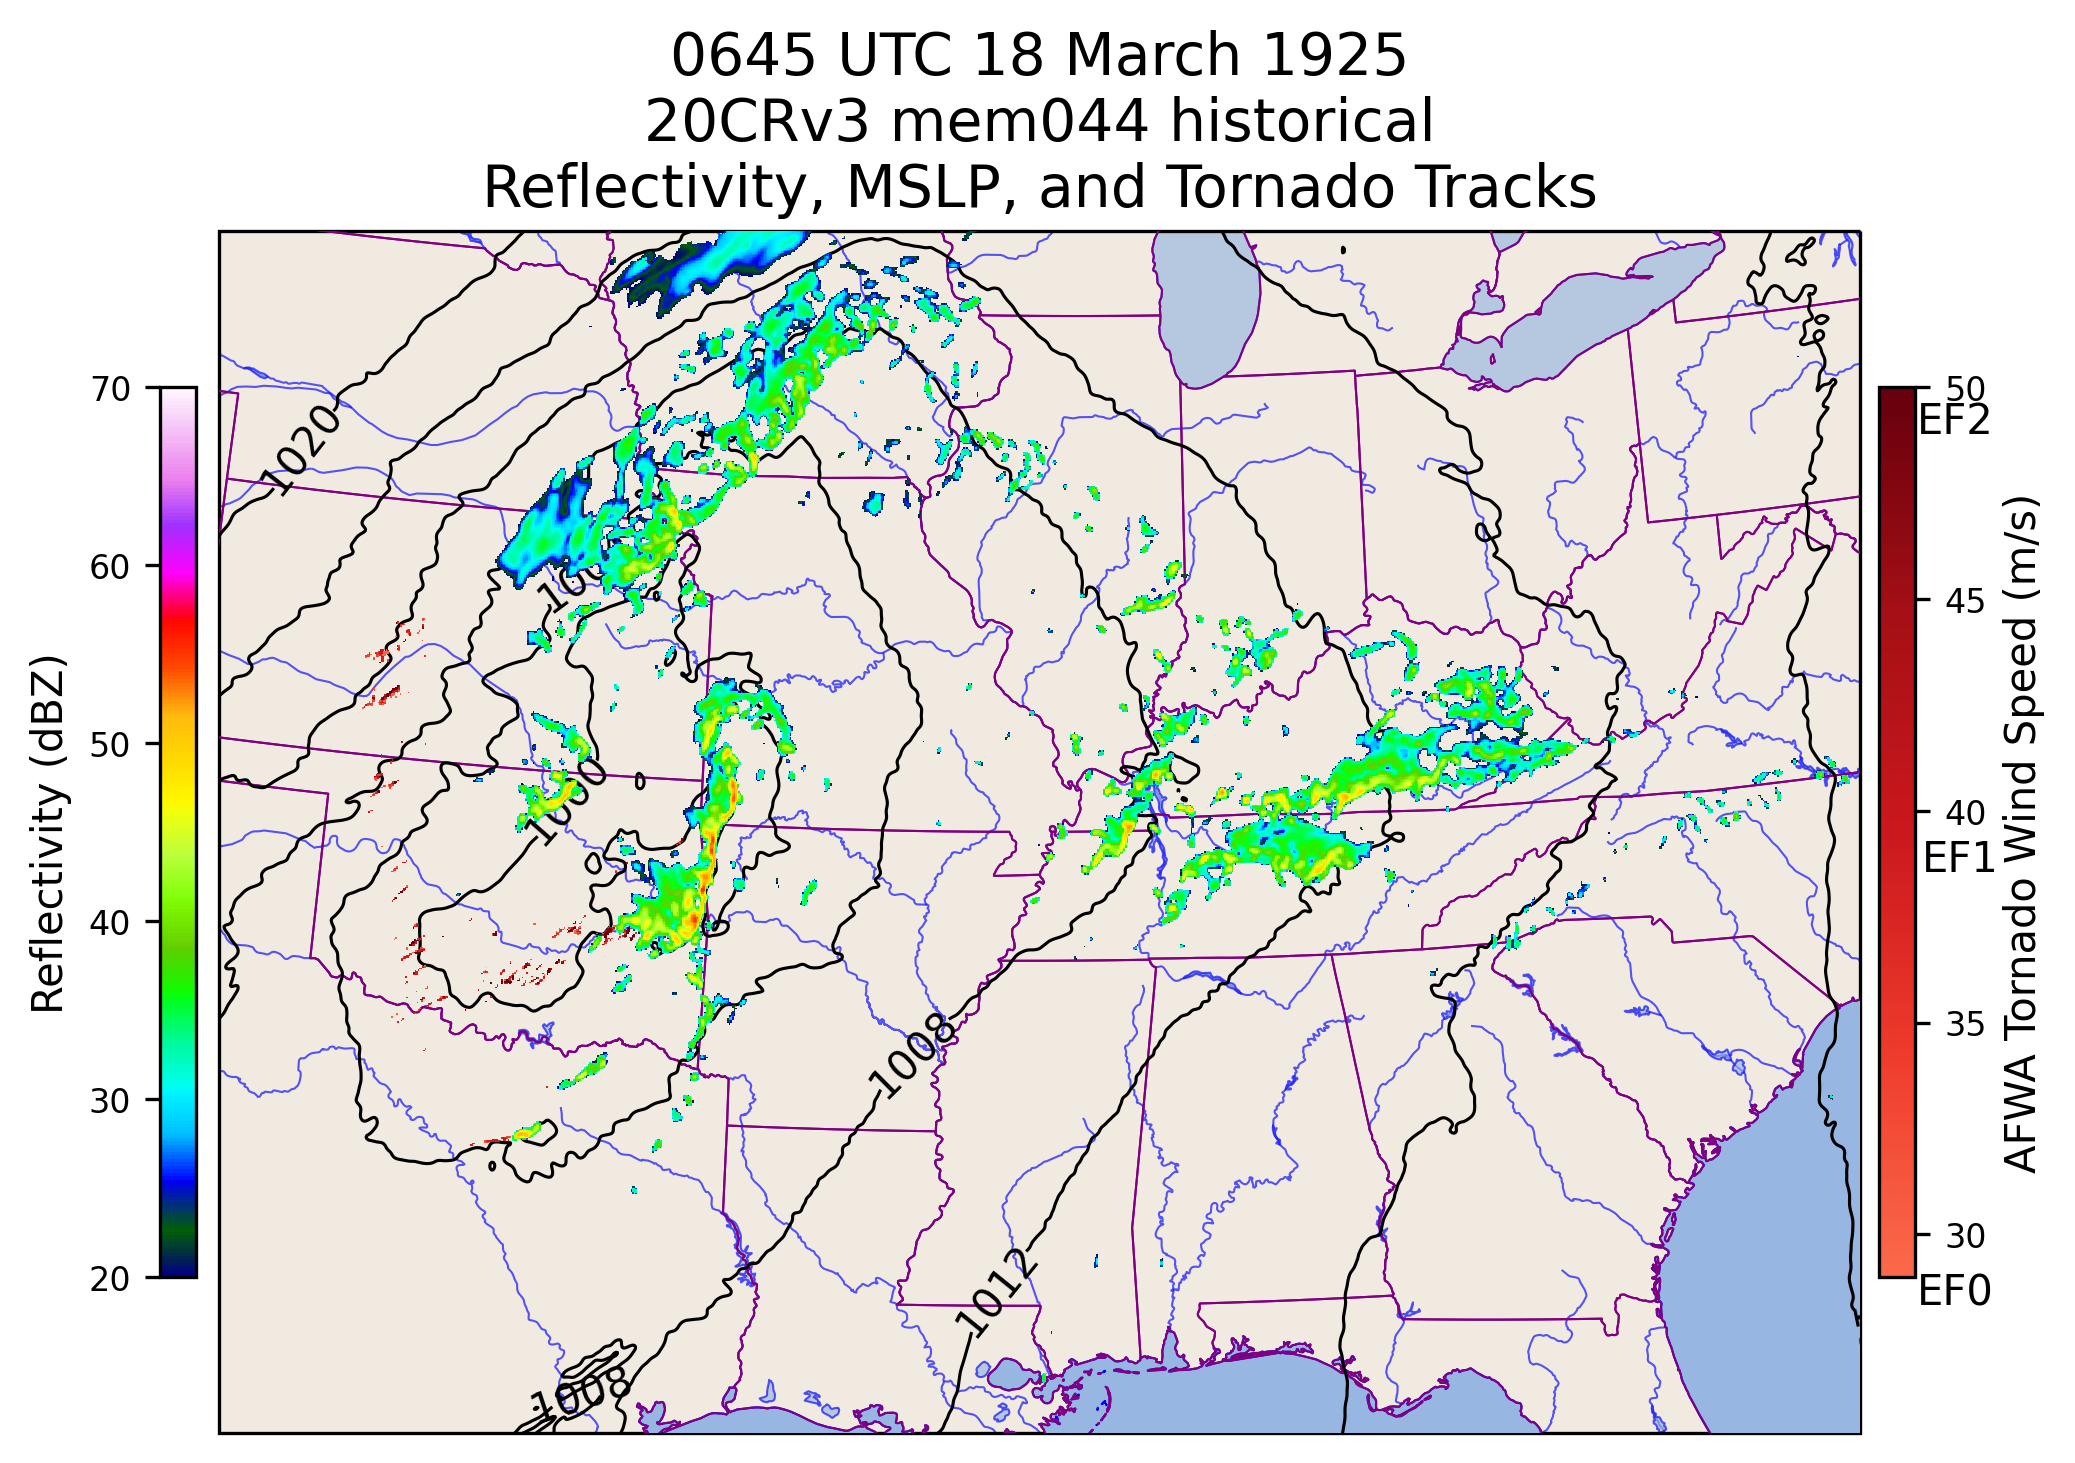 0645 UTC 18 March 1925
20CRv3 mem044 historical
Reflectivity, MSLP, and Tornado Tracks
Reflectivity (dBZ)
70
60
50
40
30
20
1020
1000
1008
1012
1008
50
EF2
45
40
EF1
35
30
EF0
AFWA Tornado Wind Speed (m/s)